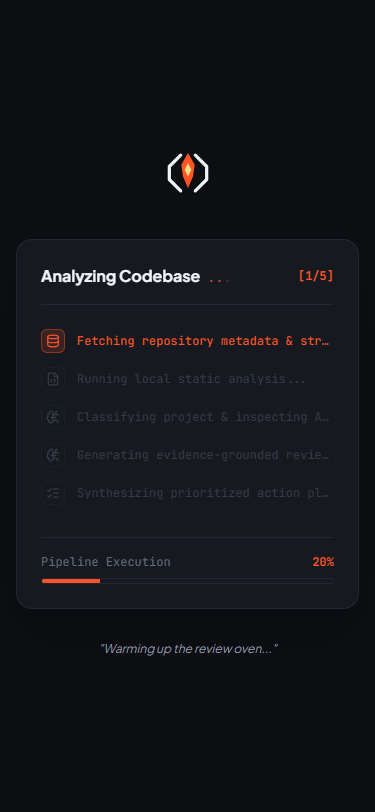 Analyzing Codebase ...
[1/5]
Fetching repository metadata & str…
Running local static analysis...
Classifying project & inspecting A…
Generating evidence-grounded revie…
Synthesizing prioritized action pl…
Pipeline Execution
20%
"Warming up the review oven..."